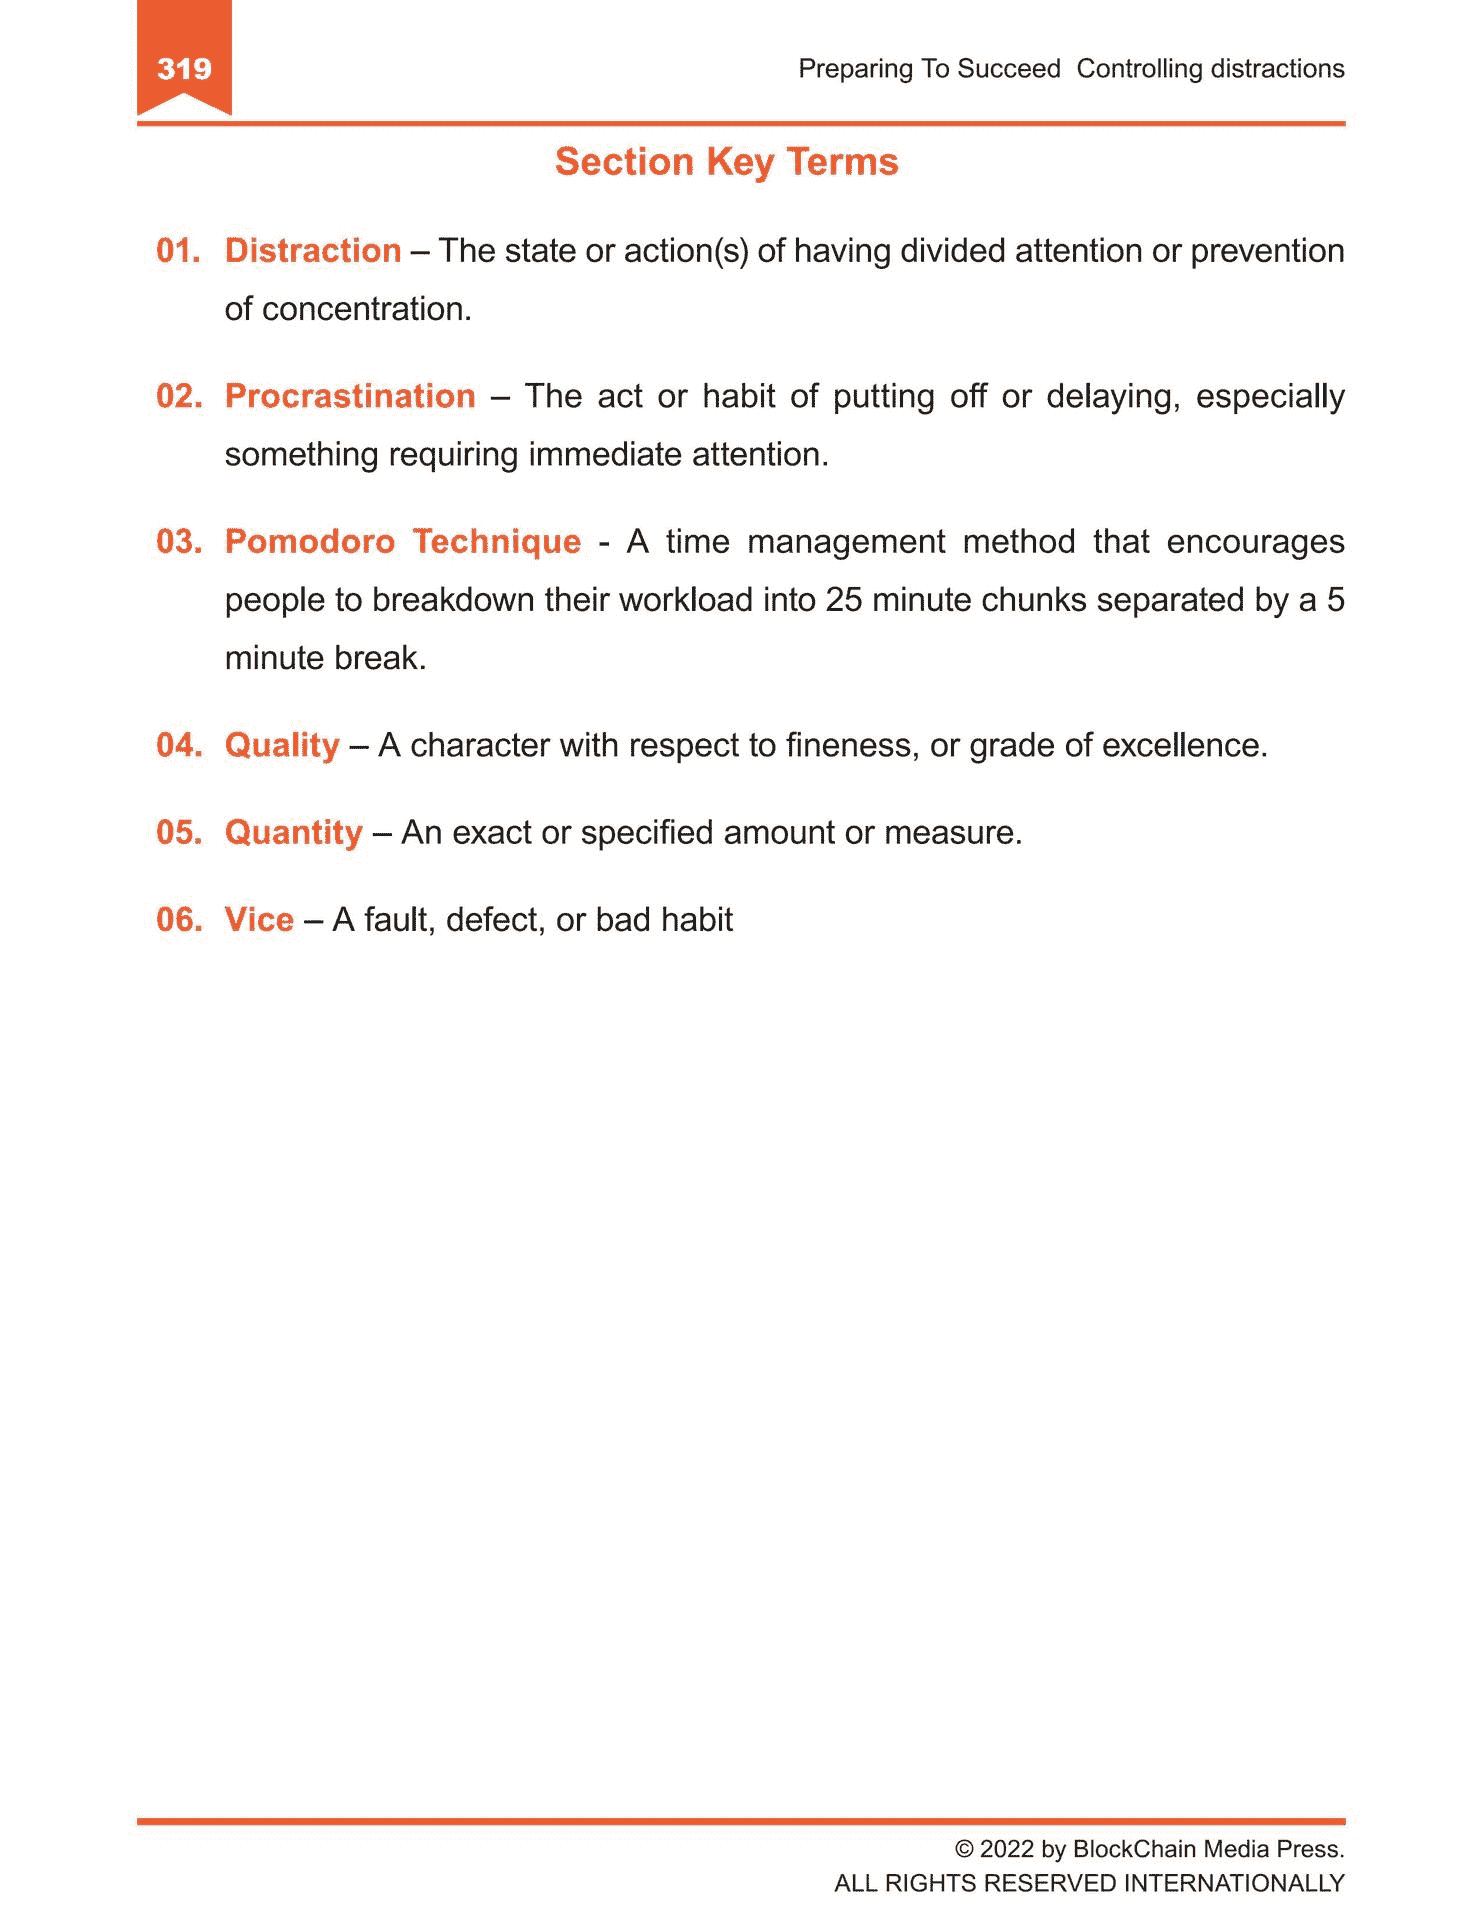 319
Preparing To Succeed  Controlling distractions
Section Key Terms
01. Distraction – The state or action(s) of having divided attention or prevention
of concentration.
02. Procrastination – The act or habit of putting off or delaying, especially
something requiring immediate attention.
03. Pomodoro Technique - A time management method that encourages
people to breakdown their workload into 25 minute chunks separated by a 5
minute break.
04. Quality – A character with respect to fineness, or grade of excellence.
05. Quantity – An exact or specified amount or measure.
06. Vice – A fault, defect, or bad habit
© 2022 by BlockChain Media Press.
ALL RIGHTS RESERVED INTERNATIONALLY